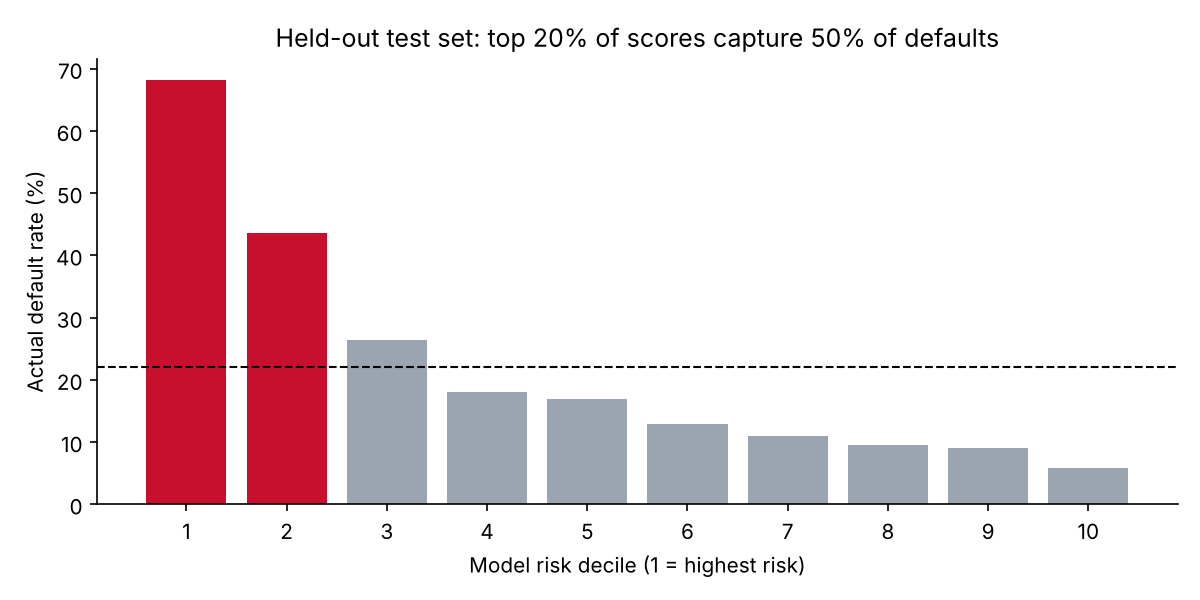 Held-out test set: top 20% of scores capture 50% of defaults
Actual default rate (%)
70
60
50
40
30
20
10
0
1 2 3 4 5 6 7 8 9 10
Model risk decile (1 = highest risk)